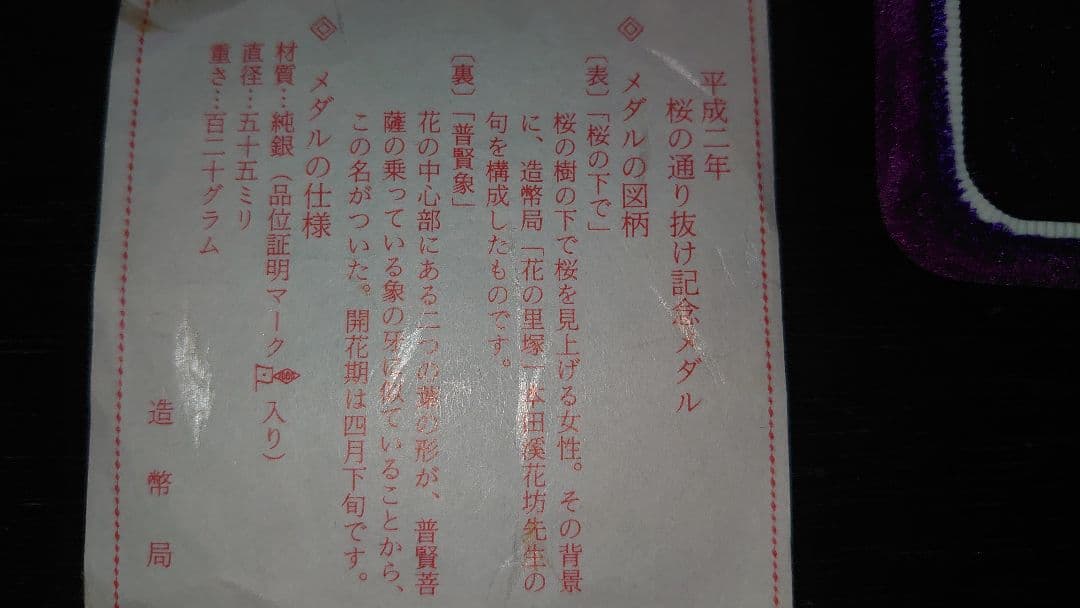 平成二年
桜の通り抜け記念メダル
メダルの図柄
〔表〕「桜の下で」
桜の樹の下で桜を見上げる女性。その背景
に、造幣局「花の里塚」本田溪花坊先生の
句を構成したものです。
〔裏〕「普賢象」
花の中心部にある二つの葉の形が、普賢菩
薩の乗っている象の牙に似ていることから、
この名がついた。開花期は四月下旬です。
メダルの仕様
材質…純銀（品位証明マーク入り）
直径…五十五ミリ
重さ…百二十グラム
造幣局